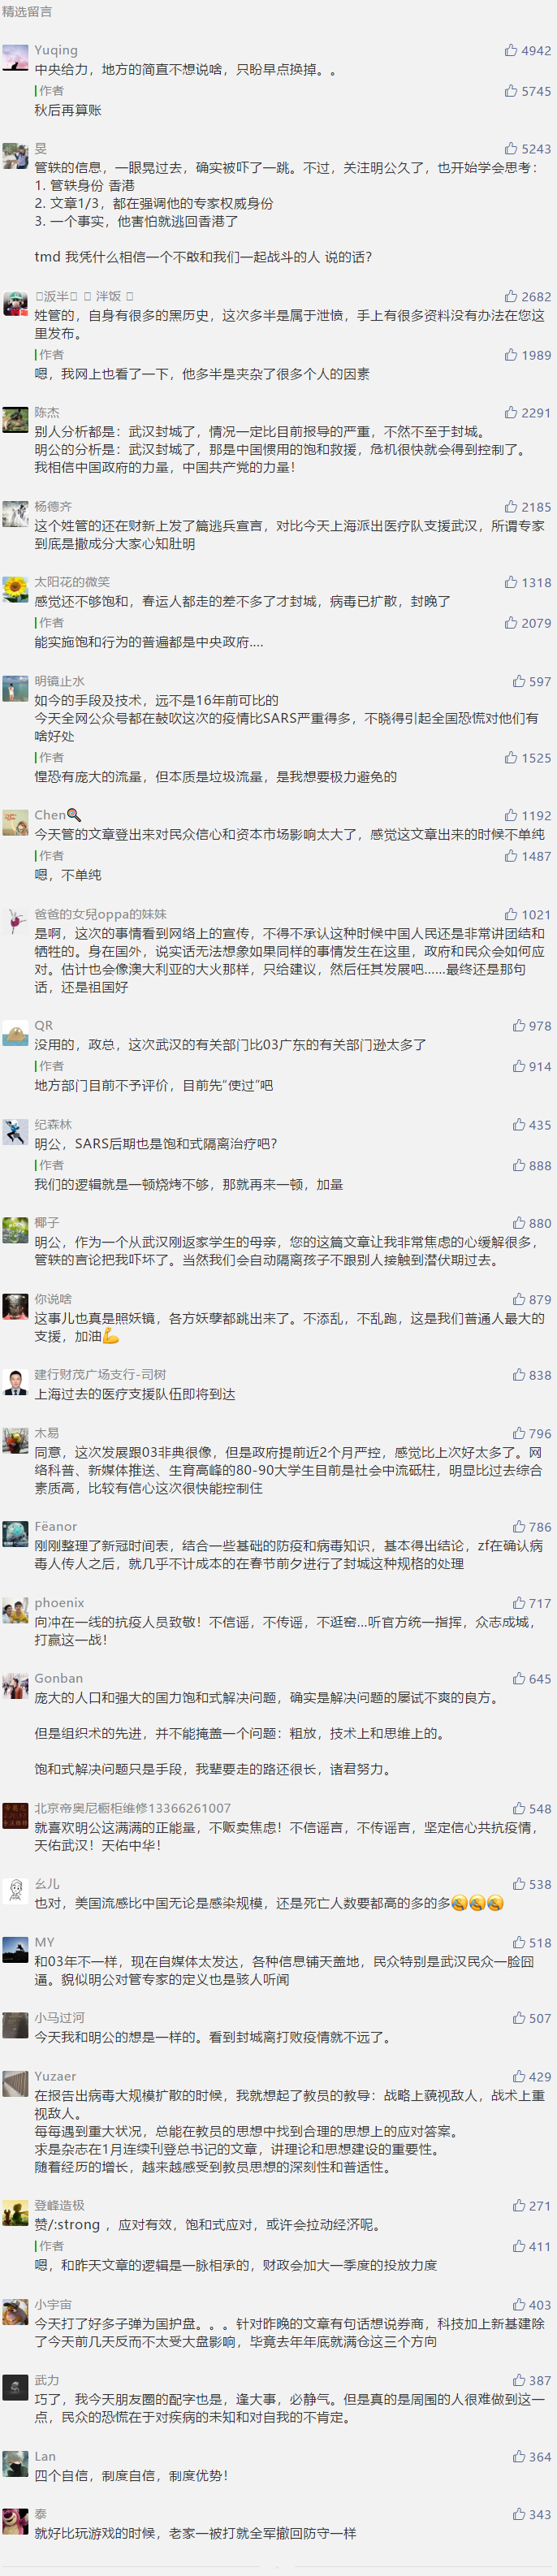 精选留言
Yuqing
4942
中央给力，地方的简直不想说啥，只盼早点换掉。。
作者
5745
秋后再算账
旻
5243
管轶的信息，一眼晃过去，确实被吓了一跳。不过，关注明公久了，也开始学会思考：
1. 管轶身份 香港
2. 文章1/3，都在强调他的专家权威身份
3. 一个事实，他害怕就逃回香港了
tmd 我凭什么相信一个不敢和我们一起战斗的人 说的话？
汳半 泮饭
2682
姓管的，自身有很多的黑历史，这次多半是属于泄愤，手上有很多资料没有办法在您这
里发布。
作者
1989
嗯，我网上也看了一下，他多半是夹杂了很多个人的因素
陈杰
2291
别人分析都是：武汉封城了，情况一定比目前报导的严重，不然不至于封城。
明公的分析是：武汉封城了，那是中国惯用的饱和救援，危机很快就会得到控制了。
我相信中国政府的力量，中国共产党的力量！
杨德齐
2185
这个姓管的还在财新上发了篇逃兵宣言，对比今天上海派出医疗队支援武汉，所谓专家
到底是撒成分大家心知肚明
太阳花的微笑
1318
感觉还不够饱和，春运人都走的差不多了才封城，病毒已扩散，封晚了
作者
2079
能实施饱和行为的普遍都是中央政府....
明镜止水
597
如今的手段及技术，远不是16年前可比的
今天全网公众号都在鼓吹这次的疫情比SARS严重得多，不晓得引起全国恐慌对他们有
啥好处
作者
1525
惶恐有庞大的流量，但本质是垃圾流量，是我想要极力避免的
Chen🔍
1192
今天管的文章登出来对民众信心和资本市场影响太大了，感觉这文章出来的时候不单纯
作者
1487
嗯，不单纯
爸爸的女兒oppa的妹妹
1021
是啊，这次的事情看到网络上的宣传，不得不承认这种时候中国人民还是非常讲团结和
牺牲的。身在国外，说实话无法想象如果同样的事情发生在这里，政府和民众会如何应
对。估计也会像澳大利亚的大火那样，只给建议，然后任其发展吧......最终还是那句
话，还是祖国好
QR
978
没用的，政总，这次武汉的有关部门比03广东的有关部门逊太多了
作者
914
地方部门目前不予评价，目前先"使过"吧
纪森林
435
明公，SARS后期也是饱和式隔离治疗吧？
作者
888
我们的逻辑就是一顿烧烤不够，那就再来一顿，加量
椰子
880
明公，作为一个从武汉刚返家学生的母亲，您的这篇文章让我非常焦虑的心缓解很多，
管轶的言论把我吓坏了。当然我们会自动隔离孩子不跟别人接触到潜伏期过去。
你说啥
879
这事儿也真是照妖镜，各方妖孽都跳出来了。不添乱，不乱跑，这是我们普通人最大的
支援，加油💪
建行财茂广场支行-司树
838
上海过去的医疗支援队伍即将到达
木易
796
同意，这次发展跟03非典很像，但是政府提前近2个月严控，感觉比上次好太多了。网
络科普、新媒体推送、生育高峰的80-90大学生目前是社会中流砥柱，明显比过去综合
素质高，比较有信心这次很快能控制住
Fëanor
786
刚刚整理了新冠时间表，结合一些基础的防疫和病毒知识，基本得出结论，zf在确认病
毒人传人之后，就几乎不计成本的在春节前夕进行了封城这种规格的处理
phoenix
717
向冲在一线的抗疫人员致敬！不信谣，不传谣，不逛窑...听官方统一指挥，众志成城，
打赢这一战！
Gonban
645
庞大的人口和强大的国力饱和式解决问题，确实是解决问题的屡试不爽的良方。
但是组织术的先进，并不能掩盖一个问题：粗放，技术上和思维上的。
饱和式解决问题只是手段，我辈要走的路还很长，诸君努力。
北京帝奥尼橱柜维修13366261007
548
就喜欢明公这满满的正能量，不贩卖焦虑！不信谣言，不传谣言，坚定信心共抗疫情，
天佑武汉！天佑中华！
幺儿
538
也对，美国流感比中国无论是感染规模，还是死亡人数要都高的多的多🤣🤣🤣
MY
518
和03年不一样，现在自媒体太发达，各种信息铺天盖地，民众特别是武汉民众一脸囧
逼。貌似明公对管专家的定义也是骇人听闻
小马过河
507
今天我和明公的想是一样的。看到封城离打败疫情就不远了。
Yuzaer
429
在报告出病毒大规模扩散的时候，我就想起了教员的教导：战略上藐视敌人，战术上重
视敌人。
每每遇到重大状况，总能在教员的思想中找到合理的思想上的应对答案。
求是杂志在1月连续刊登总书记的文章，讲理论和思想建设的重要性。
随着经历的增长，越来越感受到教员思想的深刻性和普适性。
登峰造极
271
赞/:strong ，应对有效，饱和式应对，或许会拉动经济呢。
作者
411
嗯，和昨天文章的逻辑是一脉相承的，财政会加大一季度的投放力度
小宇宙
403
今天打了好多子弹为国护盘。。。针对昨晚的文章有句话想说券商，科技加上新基建除
了今天前几天反而不太受大盘影响，毕竟去年年底就满仓这三个方向
武力
387
巧了，我今天朋友圈的配字也是，逢大事，必静气。但是真的是周围的人很难做到这一
点，民众的恐慌在于对疾病的未知和对自我的不肯定。
Lan
364
四个自信，制度自信，制度优势！
泰
343
就好比玩游戏的时候，老家一被打就全军撤回防守一样